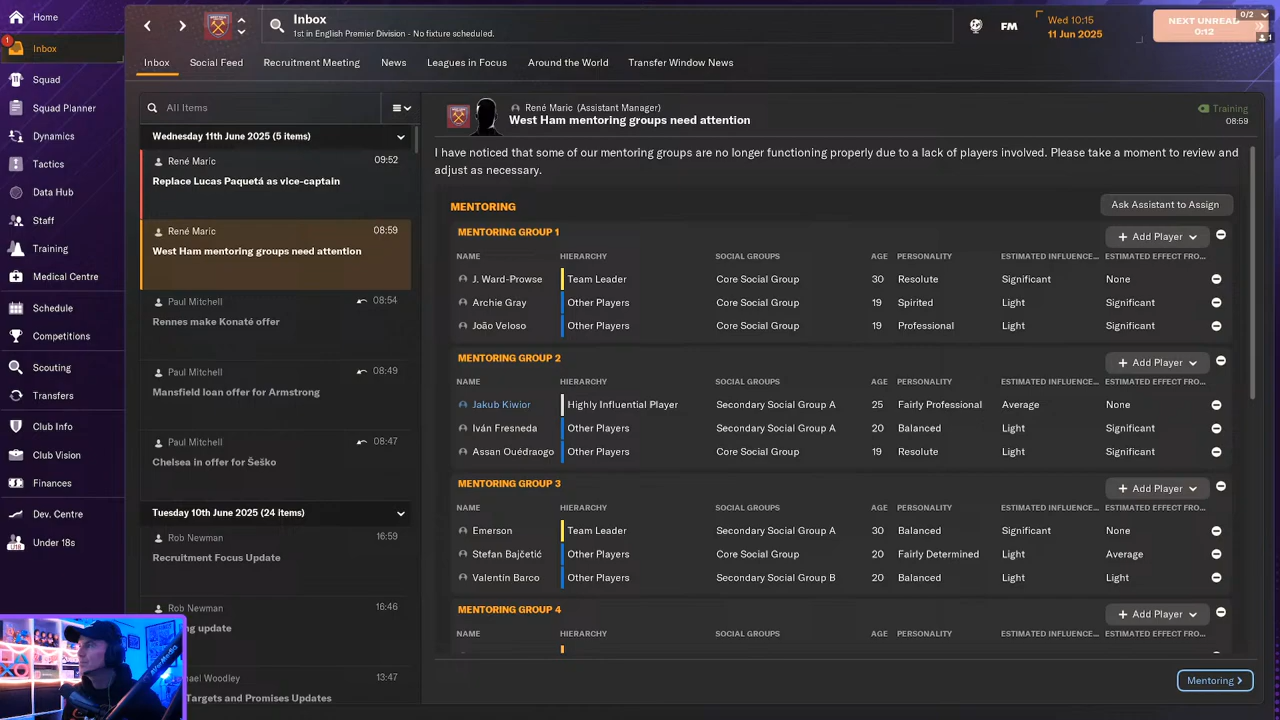 Home
Inbox
1
Squad
Squad Planner
Dynamics
Tactics
Data Hub
Staff
Training
Medical Centre
Schedule
Competitions
Scouting
Transfers
Club Info
Club Vision
Finances
Dev. Centre
U18
Under 18s
Inbox
1st in English Premier Division - No fixture scheduled.
FM
Wed 10:15
11 Jun 2025
NEXT UNREAD
0:12
0/2
1
Inbox
Social Feed
Recruitment Meeting
News
Leagues in Focus
Around the World
Transfer Window News
All Items
Wednesday 11th June 2025 (5 items)
René Maric 09:52
Replace Lucas Paquetá as vice-captain
René Maric 08:59
West Ham mentoring groups need attention
Paul Mitchell 08:54
Rennes make Konaté offer
Paul Mitchell 08:49
Mansfield loan offer for Armstrong
Paul Mitchell 08:47
Chelsea in offer for Šeško
Tuesday 10th June 2025 (24 Items)
Rob Newman 16:59
Recruitment Focus Update
Rob Newman 16:46
update
Woodley 13:47
Targets and Promises Updates
René Maric (Assistant Manager)
West Ham mentoring groups need attention
Training
08:59
I have noticed that some of our mentoring groups are no longer functioning properly due to a lack of players involved. Please take a moment to review and
adjust as necessary.
MENTORING
Ask Assistant to Assign
MENTORING GROUP 1
Add Player
NAME HIERARCHY SOCIAL GROUPS AGE PERSONALITY ESTIMATED INFLUENCE... ESTIMATED EFFECT FRO...
J. Ward-Prowse Team Leader Core Social Group 30 Resolute Significant None
Archie Gray Other Players Core Social Group 19 Spirited Light Significant
João Veloso Other Players Core Social Group 19 Professional Light Significant
MENTORING GROUP 2
Add Player
NAME HIERARCHY SOCIAL GROUPS AGE PERSONALITY ESTIMATED INFLUENCE... ESTIMATED EFFECT FRO...
Jakub Kiwior Highly Influential Player Secondary Social Group A 25 Fairly Professional Average None
Iván Fresneda Other Players Secondary Social Group A 20 Balanced Light Significant
Assan Ouédraogo Other Players Core Social Group 19 Resolute Light Significant
MENTORING GROUP 3
Add Player
NAME HIERARCHY SOCIAL GROUPS AGE PERSONALITY ESTIMATED INFLUENCE... ESTIMATED EFFECT FRO...
Emerson Team Leader Secondary Social Group A 30 Balanced Significant None
Stefan Bajčetić Other Players Core Social Group 20 Fairly Determined Light Average
Valentín Barco Other Players Secondary Social Group B 20 Balanced Light Light
MENTORING GROUP 4
Add Player
NAME HIERARCHY SOCIAL GROUPS AGE PERSONALITY ESTIMATED INFLUENCE... ESTIMATED EFFECT FRO...
Mentoring